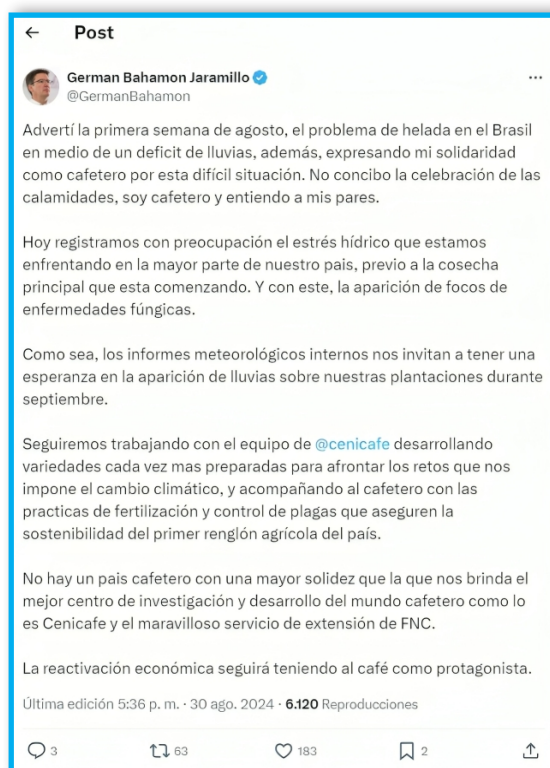 Post
German Bahamon Jaramillo
@GermanBahamon
Advertí la primera semana de agosto, el problema de helada en el Brasil
en medio de un deficit de lluvias, además, expresando mi solidaridad
como cafetero por esta difícil situación. No concibo la celebración de las
calamidades, soy cafetero y entiendo a mis pares.
Hoy registramos con preocupación el estrés hídrico que estamos
enfrentando en la mayor parte de nuestro pais, previo a la cosecha
principal que esta comenzando. Y con este, la aparición de focos de
enfermedades fúngicas.
Como sea, los informes meteorológicos internos nos invitan a tener una
esperanza en la aparición de lluvias sobre nuestras plantaciones durante
septiembre.
Seguiremos trabajando con el equipo de @cenicafe desarrollando
variedades cada vez mas preparadas para afrontar los retos que nos
impone el cambio climático, y acompañando al cafetero con las
practicas de fertilización y control de plagas que aseguren la
sostenibilidad del primer renglón agrícola del país.
No hay un pais cafetero con una mayor solidez que la que nos brinda el
mejor centro de investigación y desarrollo del mundo cafetero como lo
es Cenicafe y el maravilloso servicio de extensión de FNC.
La reactivación económica seguirá teniendo al café como protagonista.
Última edición 5:36 p. m. · 30 ago. 2024 · 6.120 Reproducciones
3 63 183 2